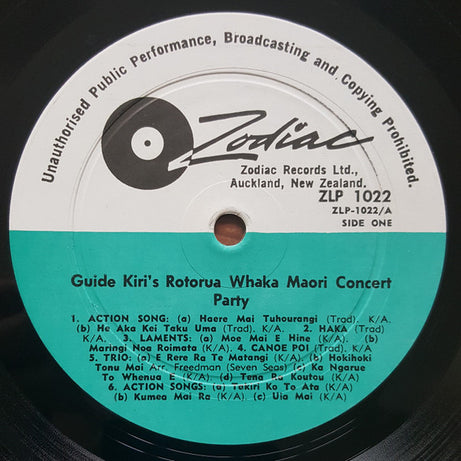 Unauthorised Public Performance, Broadcasting and Copying Prohibited.
Zodiac
Zodiac Records Ltd.,
Auckland, New Zealand.
ZLP 1022
ZLP-1022/A
SIDE ONE
Guide Kiri's Rotorua Whaka Maori Concert
Party
1. ACTION SONG: (a) Haere Mai Tuhourangi (Trad). K/A.
(b) He Aka Kei Taku Uma (Trad). K/A. 2. HAKA (Trad)
K/A. 3. LAMENTS: (a) Moe Mai E Hine (K/A). (b)
Maringi Noa Roimata (K/A). 4. CANOE POI (Trad). K/A
5. TRIO: (a) E Rere Ra Te Matangi. (b) Hokihoki
Tonu Mai Arr. Freedman (Seven Seas) (c) Ka Ngarue
To Whenua E (K/A). (d) Tena Ra Koutou (K/A)
6. ACTION SONGS: (a) Takiri Ko Te Ata (K/A)
(b) Kumea Mai Ra (K/A) (c) Uia Mai (K/A)